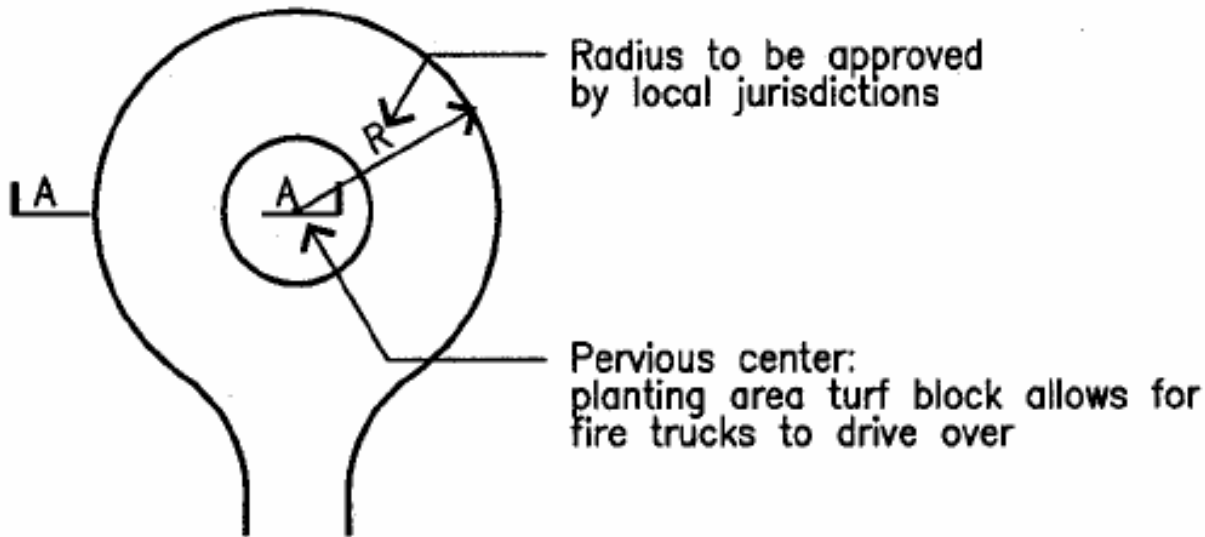 Radius to be approved
by local jurisdictions
R
A
A
Pervious center:
planting area turf block allows for
fire trucks to drive over